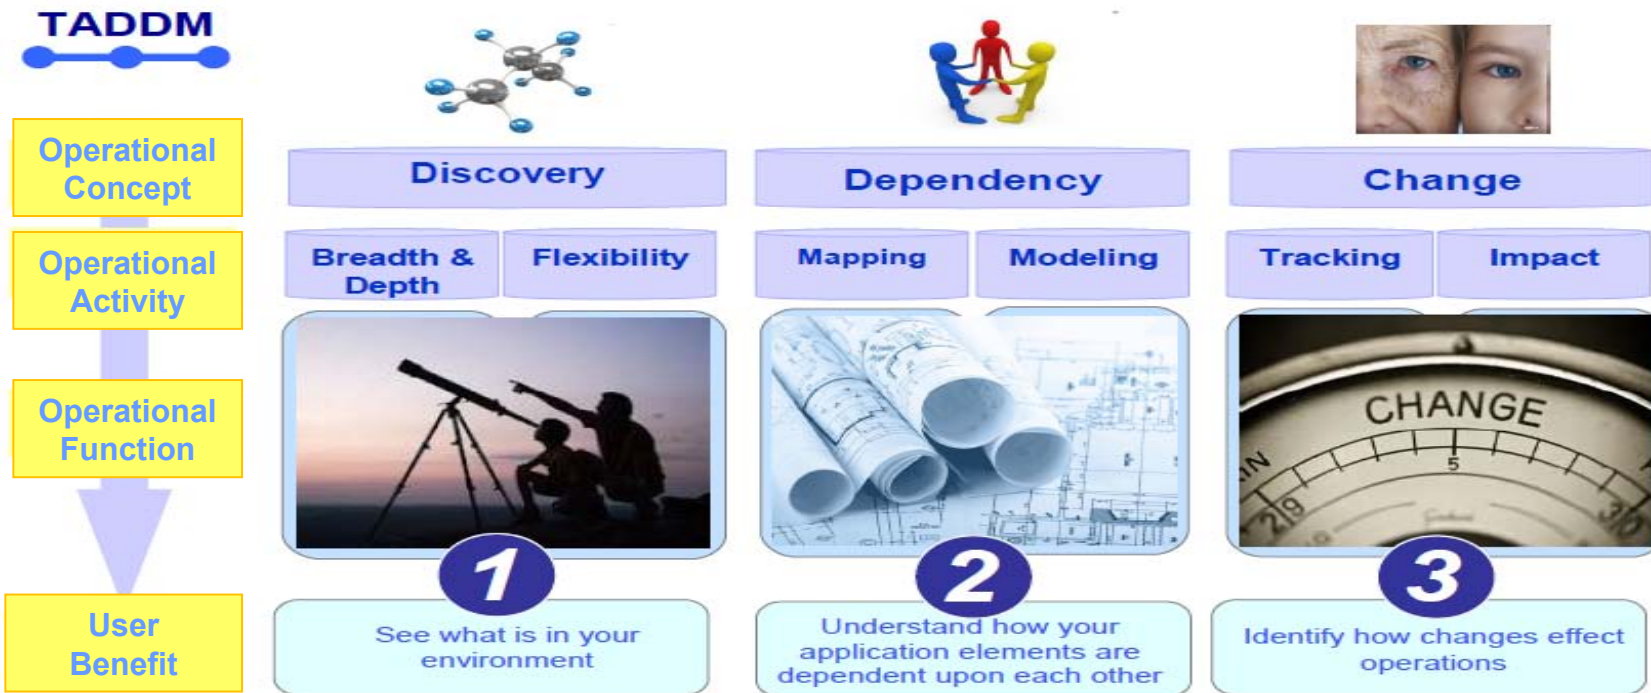 TADDM
Operational
Concept
Discovery
Dependency
Change
Operational
Activity
Breadth &
Depth
Flexibility
Mapping
Modeling
Tracking
Impact
Operational
Function
CHANGE
5
29
30
1
2
3
User
Benefit
See what is in your
environment
Understand how your
application elements are
dependent upon each other
Identify how changes effect
operations